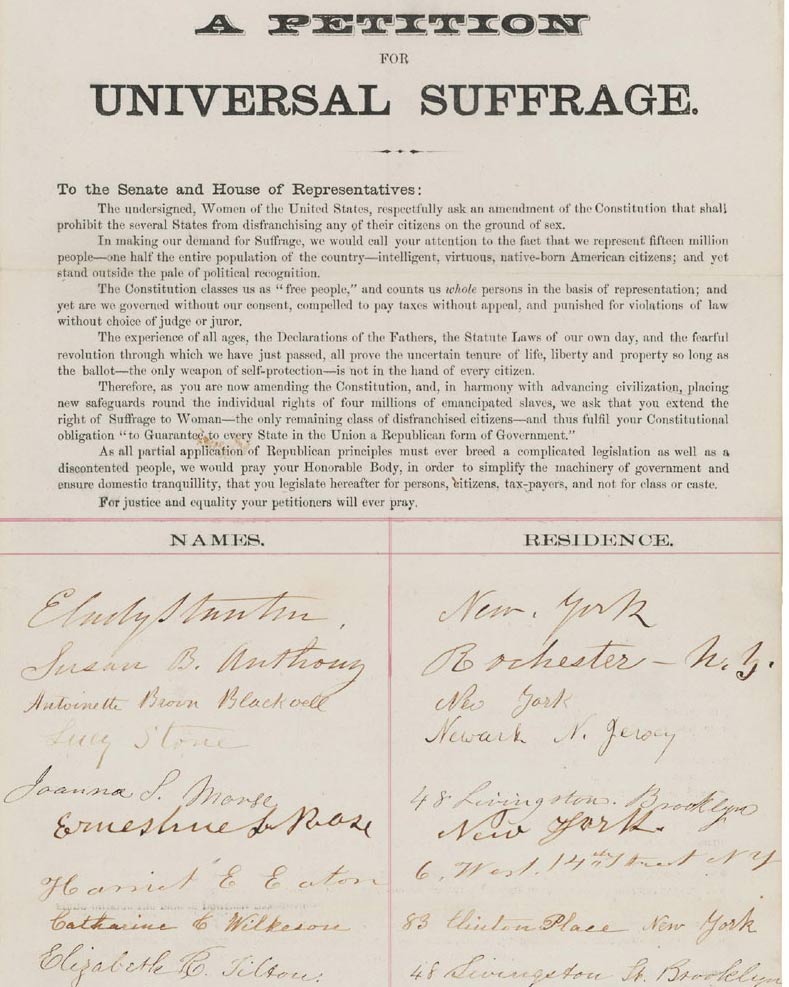 A PETITION
FOR
UNIVERSAL SUFFRAGE.
To the Senate and House of Representatives:
The undersigned, Women of the United States, respectfully ask an amendment of the Constitution that shall
prohibit the several States from disfranchising any of their citizens on the ground of sex.
In making our demand for Suffrage, we would call your attention to the fact that we represent fifteen million
people—one half the entire population of the country—intelligent, virtuous, native-born American citizens; and yet
stand outside the pale of political recognition.
The Constitution classes us as "free people," and counts us whole persons in the basis of representation; and
yet are we governed without our consent, compelled to pay taxes without appeal, and punished for violations of law
without choice of judge or juror.
The experience of all ages, the Declarations of the Fathers, the Statute Laws of our own day, and the fearful
revolution through which we have just passed, all prove the uncertain tenure of life, liberty and property so long as
the ballot—the only weapon of self-protection—is not in the hand of every citizen.
Therefore, as you are now amending the Constitution, and, in harmony with advancing civilization, placing
new safeguards round the individual rights of four millions of emancipated slaves, we ask that you extend the
right of Suffrage to Woman—the only remaining class of disfranchised citizens—and thus fulfil your Constitutional
obligation "to Guarantee to every State in the Union a Republican form of Government."
As all partial application of Republican principles must ever breed a complicated legislation as well as a
discontented people, we would pray your Honorable Body, in order to simplify the machinery of government and
ensure domestic tranquillity, that you legislate hereafter for persons, citizens, tax-payers, and not for class or caste.
For justice and equality your petitioners will ever pray.
NAMES. RESIDENCE.
ECadyStanton, New. York
Susan B. Anthony Rochester - N. Y.
Antoinette Brown Blackwell New York
Lucy Stone Newark N. Jersey
Joanna S. Morse 48 Livingston. Brooklyn
Ernestine L Rose New York.
Harriet E Eaton 6. West. 14th Street N Y
Catharine C Wilkeson 83 Clinton Place New York
Elizabeth R. Tilton. 48 Livingston St. Brooklyn